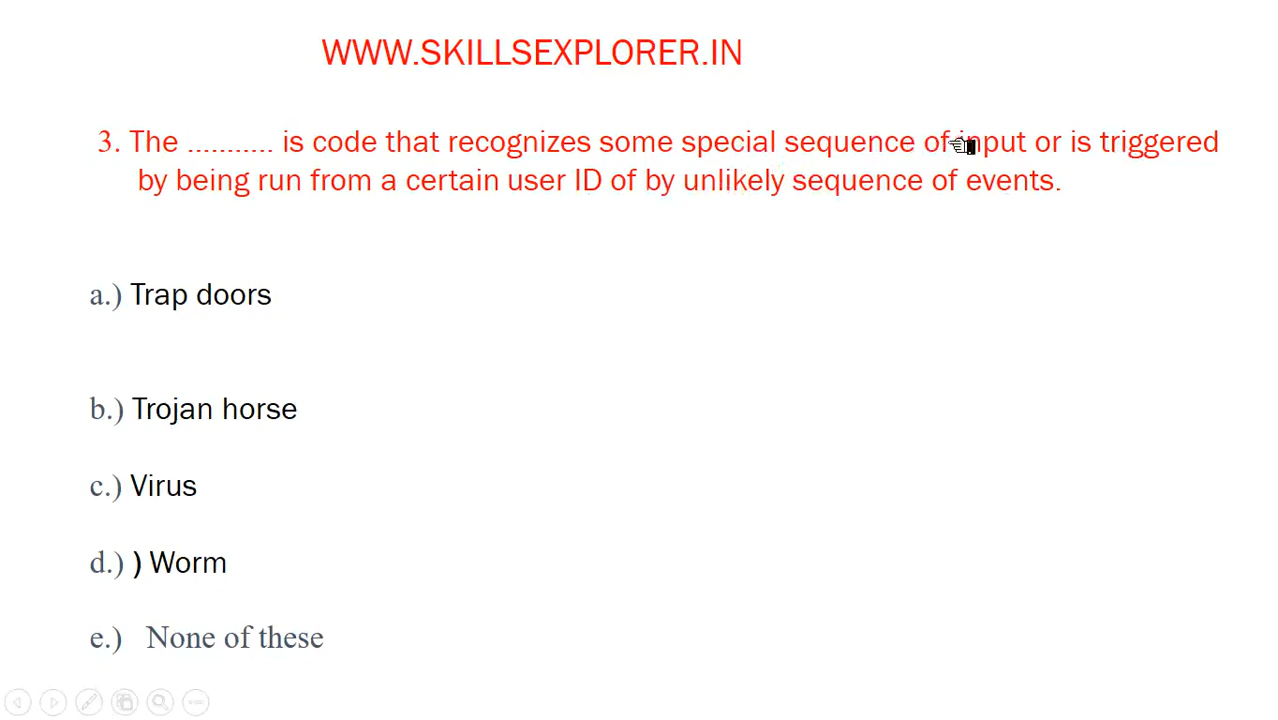 WWW.SKILLSEXPLORER.IN
3. The ........... is code that recognizes some special sequence of input or is triggered
by being run from a certain user ID of by unlikely sequence of events.
a.) Trap doors
b.) Trojan horse
c.) Virus
d.) ) Worm
e.) None of these